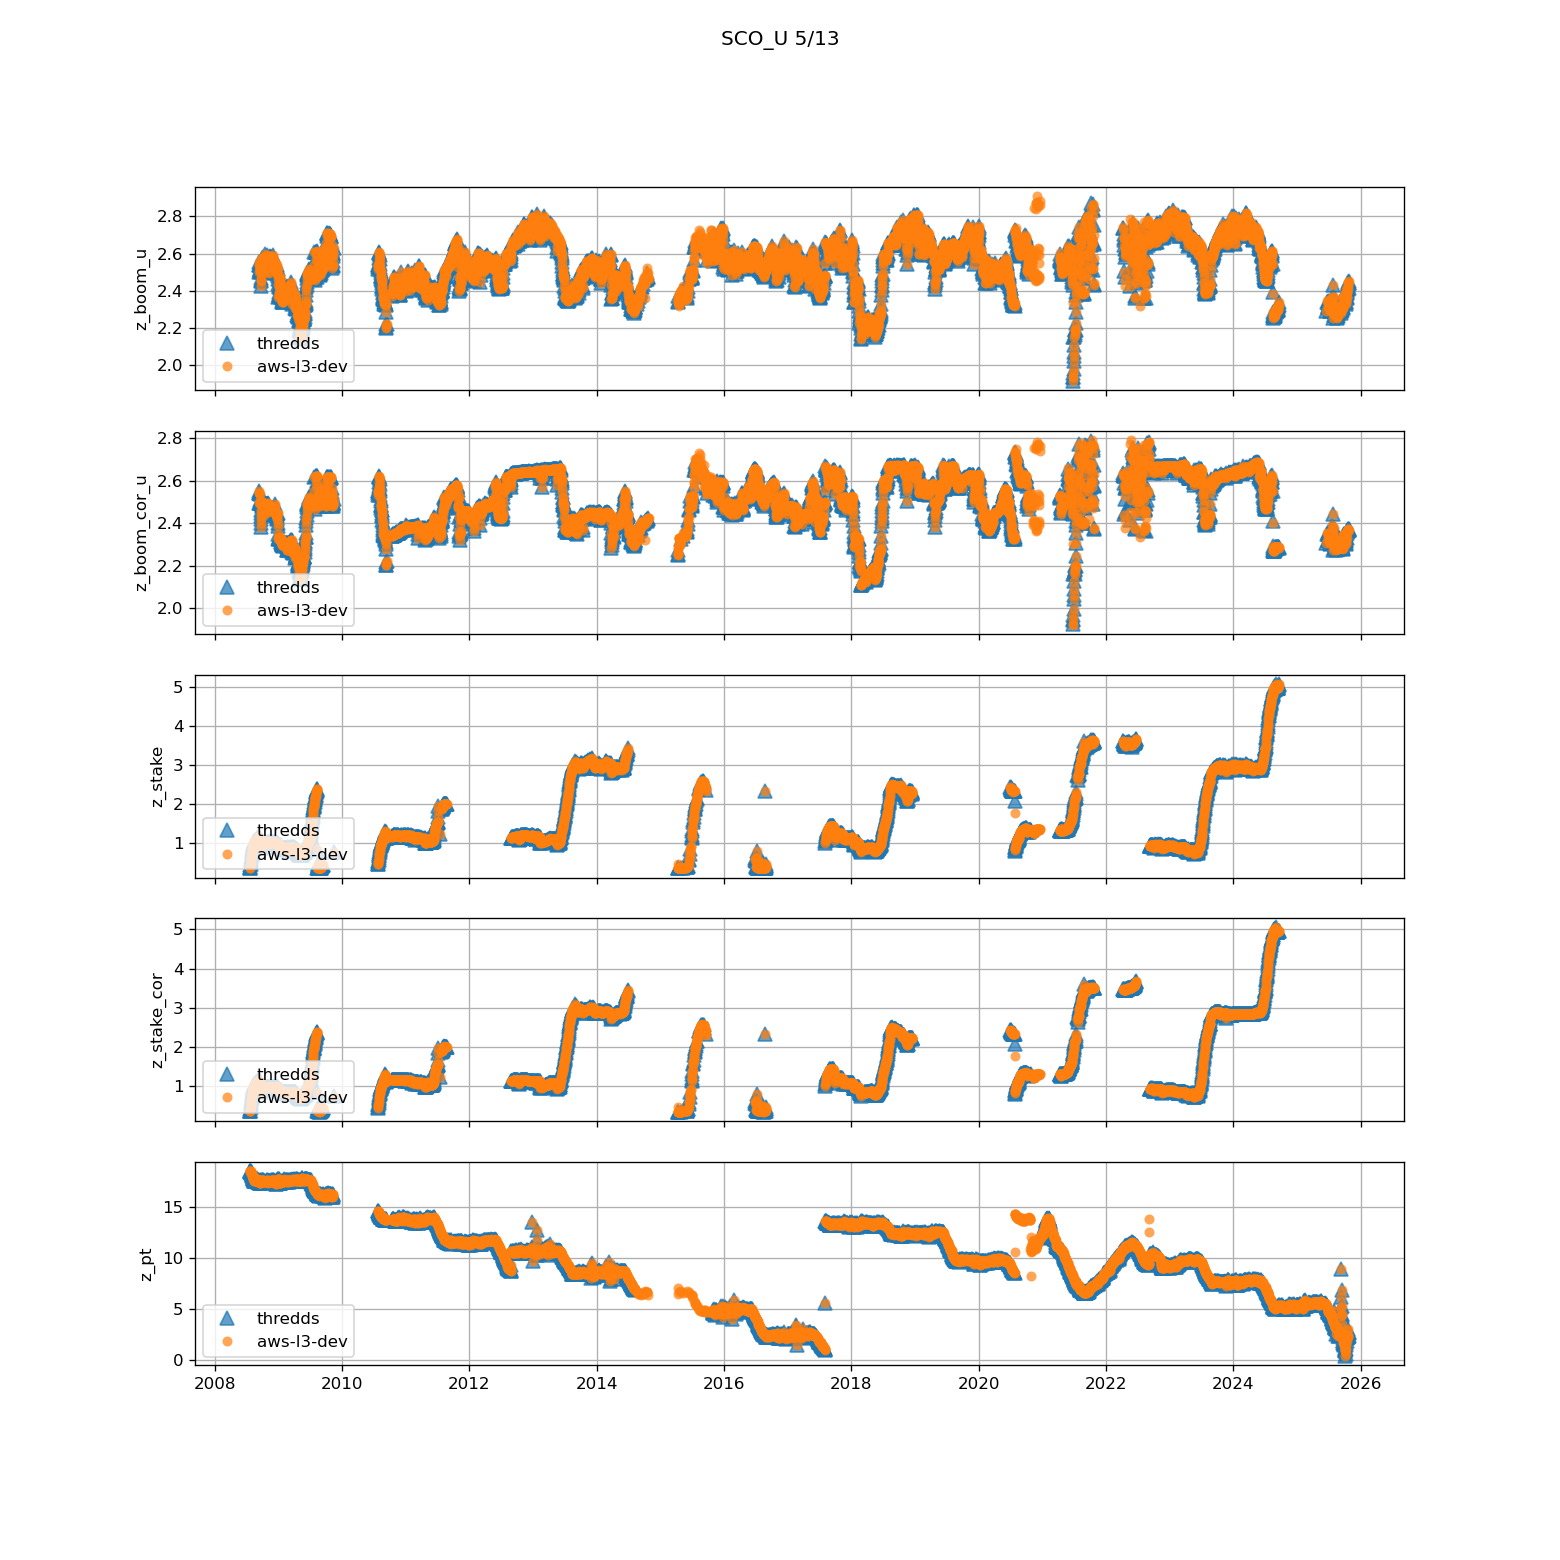 SCO_U 5/13
2.8
2.6
2.4
2.2
2.0
z_boom_u
thredds
aws-l3-dev
2.8
2.6
2.4
2.2
2.0
z_boom_cor_u
thredds
aws-l3-dev
5
4
3
2
1
z_stake
thredds
aws-l3-dev
5
4
3
2
1
z_stake_cor
thredds
aws-l3-dev
15
10
5
0
z_pt
thredds
aws-l3-dev
2008 2010 2012 2014 2016 2018 2020 2022 2024 2026